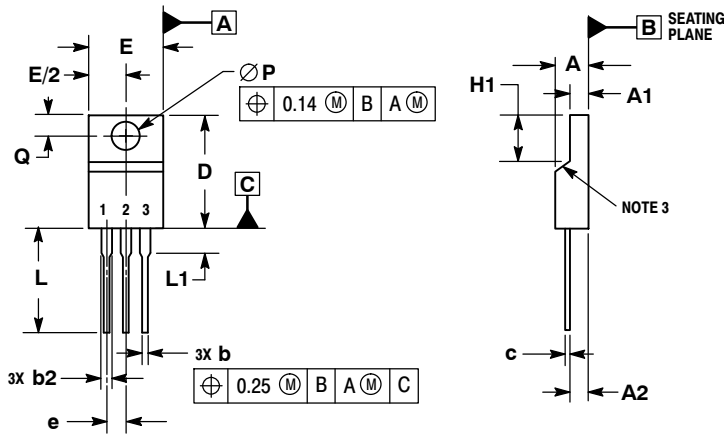 A
B SEATING PLANE
E
E/2
∅ P
⌖ 0.14 Ⓜ B A Ⓜ
A
H1
A1
Q
D
C
NOTE 3
1 2 3
L
L1
3X b
c
3X b2
⌖ 0.25 Ⓜ B A Ⓜ C
A2
e